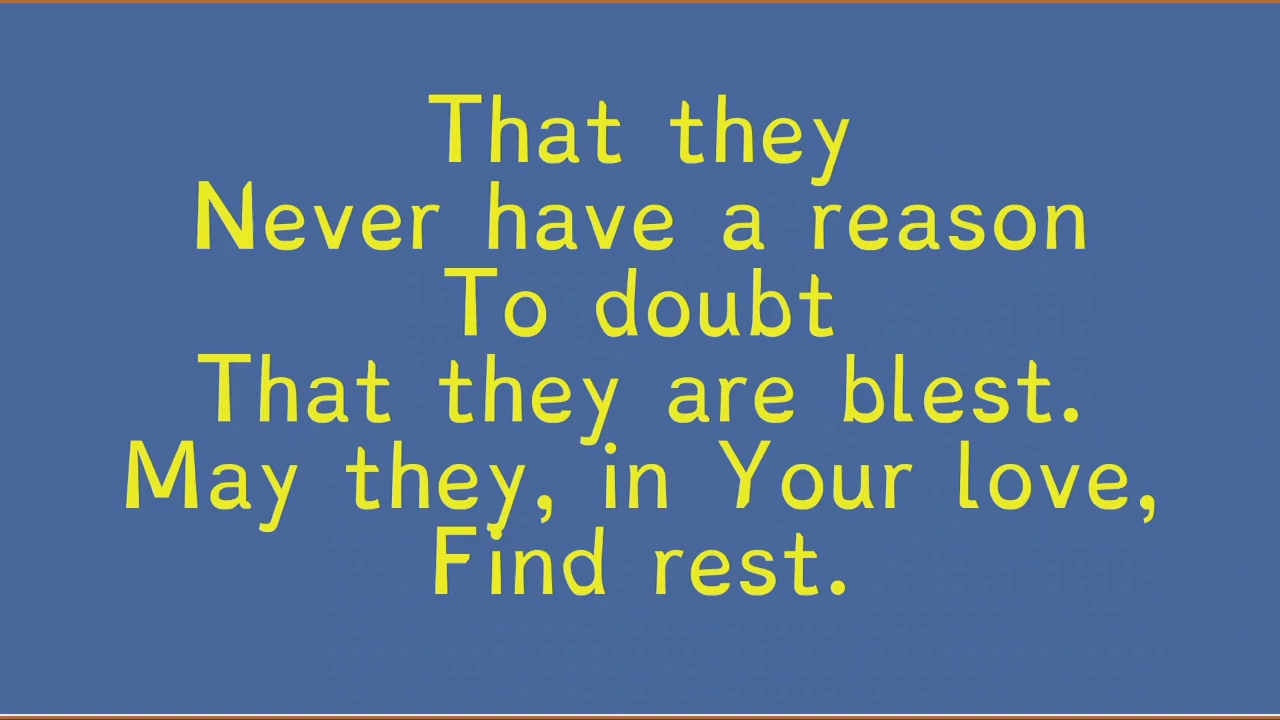 That they
Never have a reason
To doubt
That they are blest.
May they, in Your love,
Find rest.